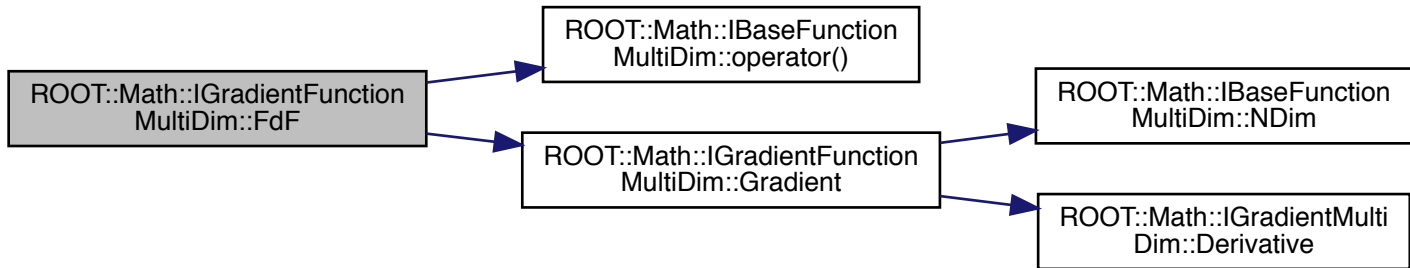 ROOT::Math::IGradientFunction
MultiDim::FdF
ROOT::Math::IBaseFunction
MultiDim::operator()
ROOT::Math::IGradientFunction
MultiDim::Gradient
ROOT::Math::IBaseFunction
MultiDim::NDim
ROOT::Math::IGradientMulti
Dim::Derivative